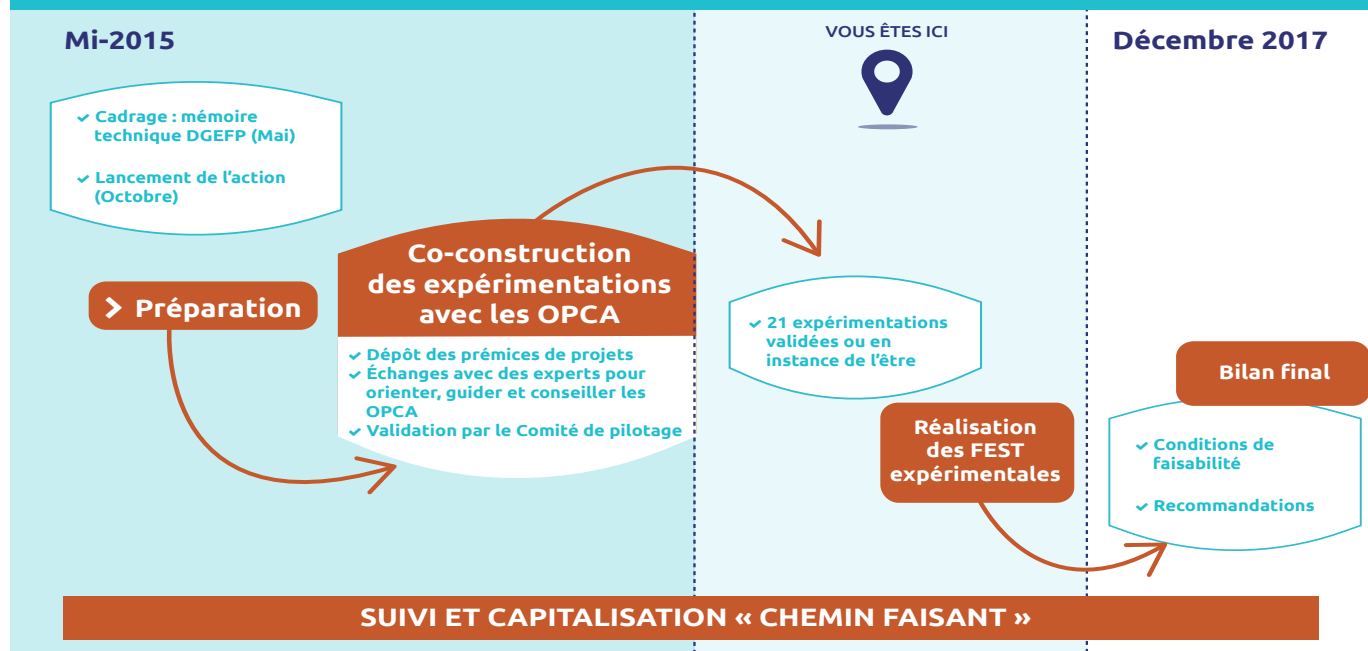 Mi-2015
VOUS ÊTES ICI
Décembre 2017
✓ Cadrage : mémoire
technique DGEFP (Mai)
✓ Lancement de l'action
(Octobre)
> Préparation
Co-construction
des expérimentations
avec les OPCA
✓ Dépôt des prémices de projets
✓ Échanges avec des experts pour
orienter, guider et conseiller les
OPCA
✓ Validation par le Comité de pilotage
✓ 21 expérimentations
validées ou en
instance de l'être
Réalisation
des FEST
expérimentales
Bilan final
✓ Conditions de
faisabilité
✓ Recommandations
SUIVI ET CAPITALISATION « CHEMIN FAISANT »